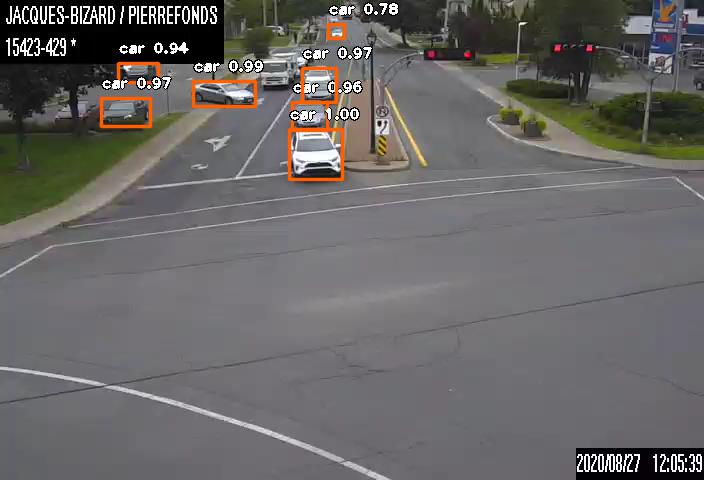 JACQUES-BIZARD / PIERREFONDS
15423-429 *
car 0.78
car 0.94
car 0.97
car 0.99
car 0.97
car 0.96
car 1.00
2020/08/27 12:05:39